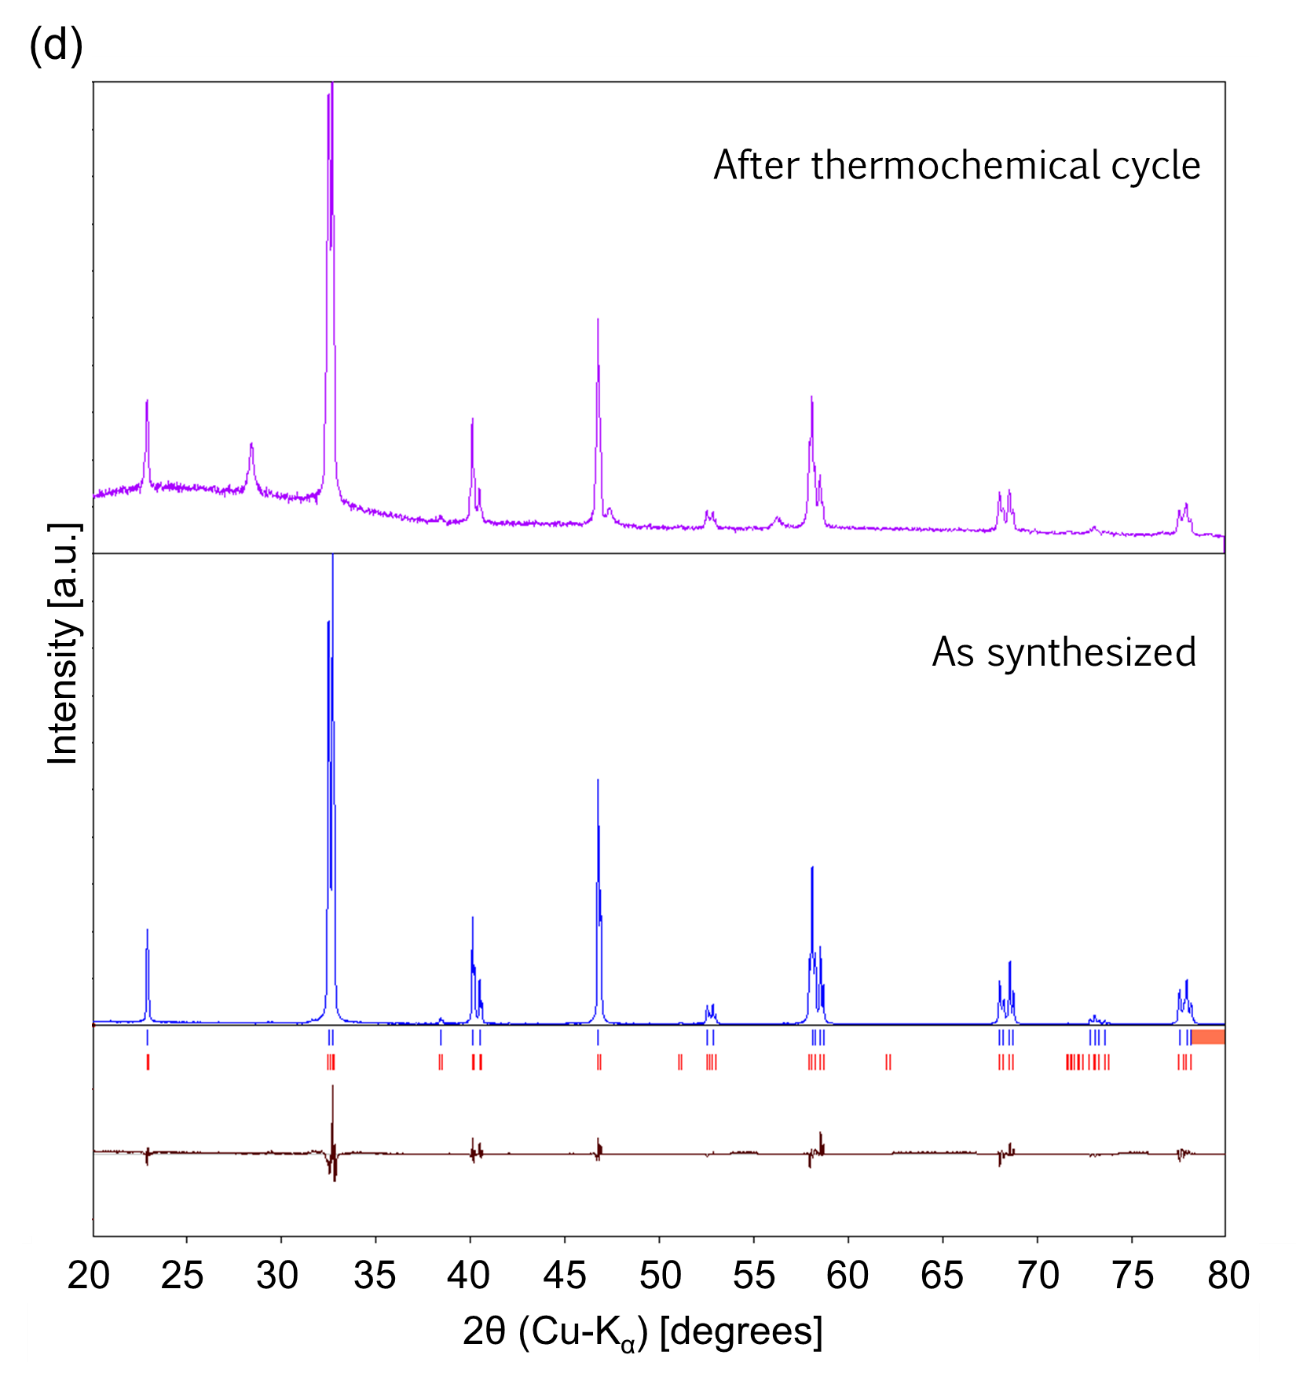 (d)
After thermochemical cycle
As synthesized
Intensity [a.u.]
20 25 30 35 40 45 50 55 60 65 70 75 80
2θ (Cu-Kα) [degrees]